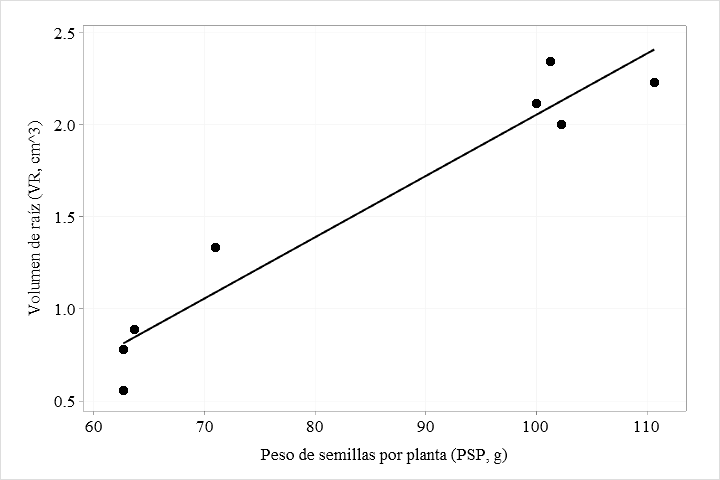 2.5
2.0
1.5
1.0
0.5
Volumen de raíz (VR, cm^3)
60 70 80 90 100 110
Peso de semillas por planta (PSP, g)